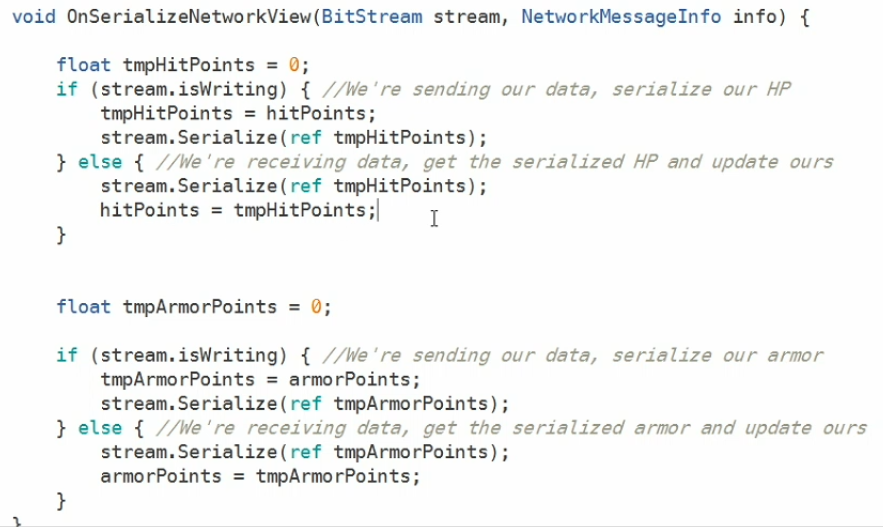 void OnSerializeNetworkView(BitStream stream, NetworkMessageInfo info) {
float tmpHitPoints = 0;
if (stream.isWriting) { //We're sending our data, serialize our HP
tmpHitPoints = hitPoints;
stream.Serialize(ref tmpHitPoints);
} else { //We're receiving data, get the serialized HP and update ours
stream.Serialize(ref tmpHitPoints);
hitPoints = tmpHitPoints;
}
float tmpArmorPoints = 0;
if (stream.isWriting) { //We're sending our data, serialize our armor
tmpArmorPoints = armorPoints;
stream.Serialize(ref tmpArmorPoints);
} else { //We're receiving data, get the serialized armor and update ours
stream.Serialize(ref tmpArmorPoints);
armorPoints = tmpArmorPoints;
}
}